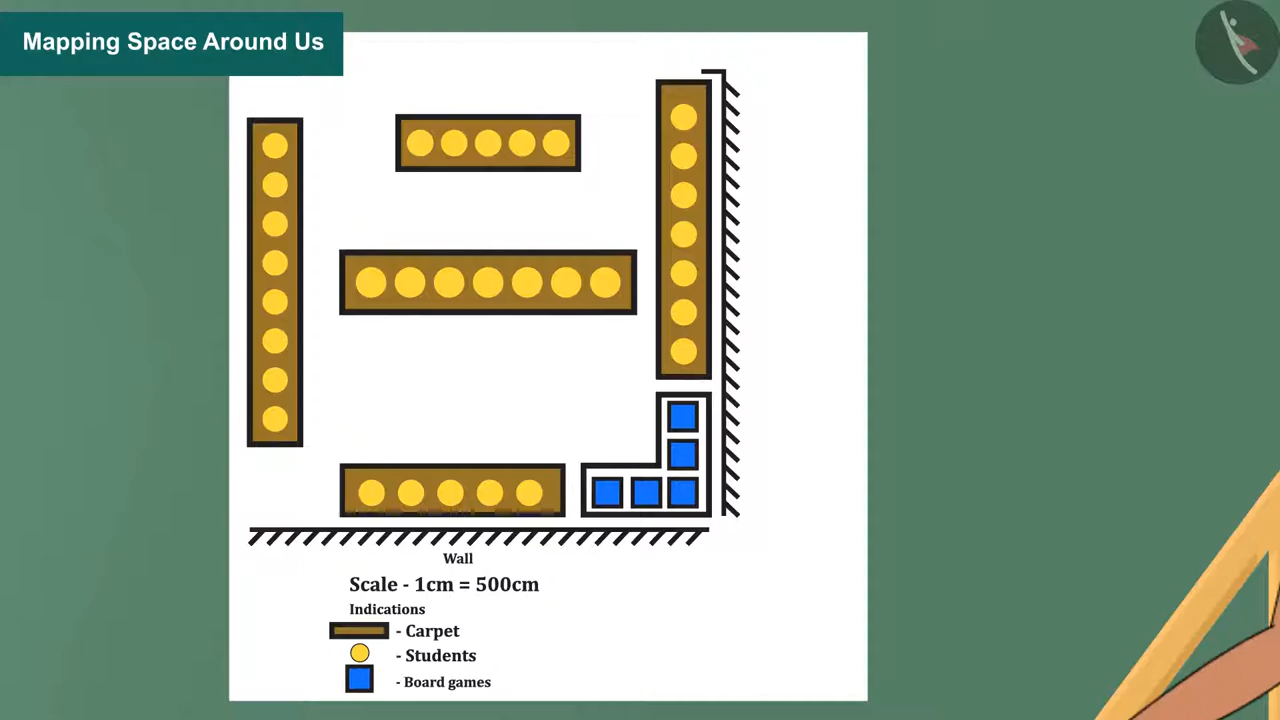 Mapping Space Around Us
Wall
Scale - 1cm = 500cm
Indications
- Carpet
- Students
- Board games